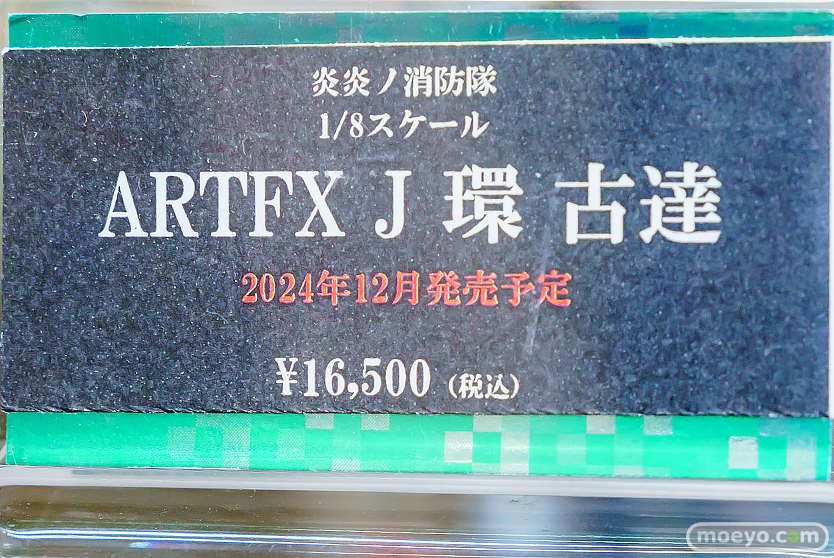 炎炎ノ消防隊
1/8スケール
ARTFX J 環 古達
2024年12月発売予定
¥16,500（税込）
moeyo.com